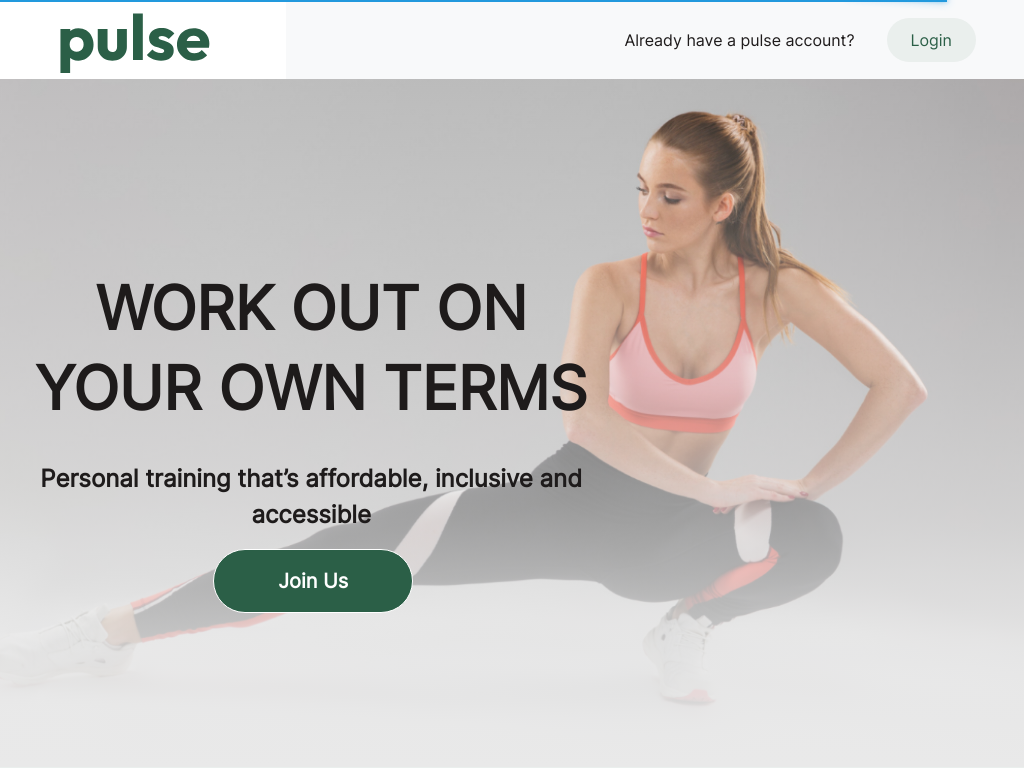 pulse
Already have a pulse account?
Login
WORK OUT ON
YOUR OWN TERMS
Personal training that’s affordable, inclusive and
accessible
Join Us